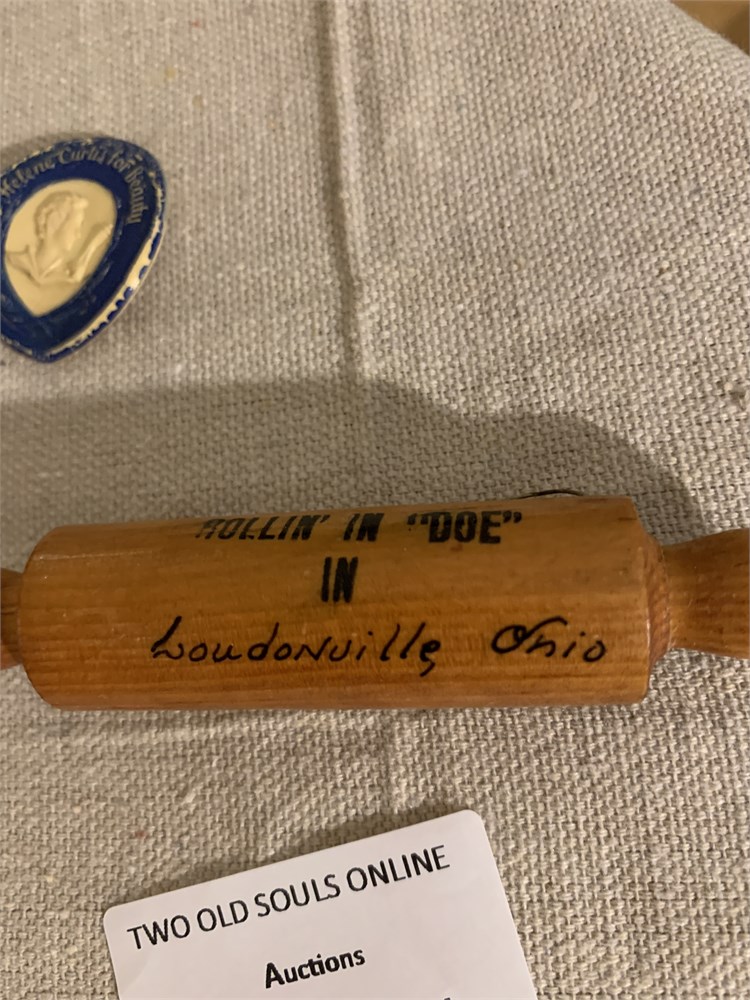 Helene Curtis for Beauty
ROLLIN' IN "DOE"
IN
Loudonville, Ohio
TWO OLD SOULS ONLINE
Auctions